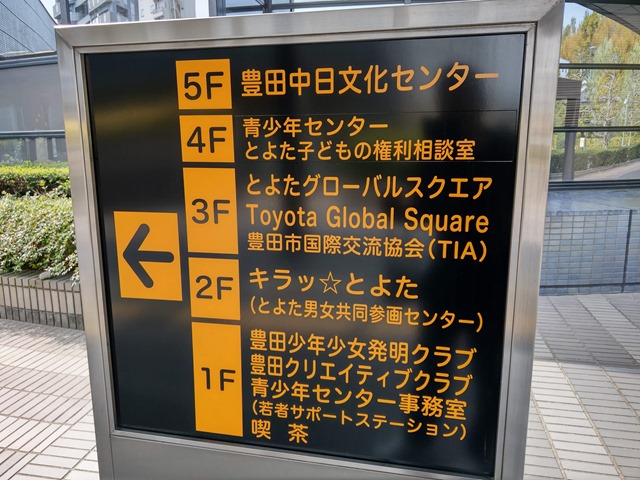 5F 豊田中日文化センター
4F 青少年センター
とよた子どもの権利相談室
3F とよたグローバルスクエア
Toyota Global Square
豊田市国際交流協会(TIA)
2F キラッ☆とよた
(とよた男女共同参画センター)
1F 豊田少年少女発明クラブ
豊田クリエイティブクラブ
青少年センター事務室
(若者サポートステーション)
喫 茶